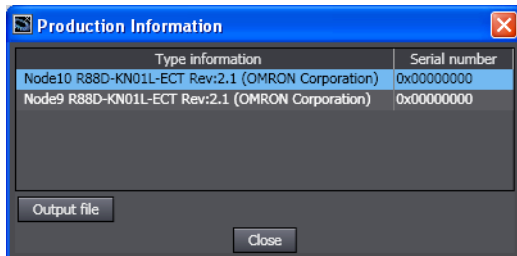 Production Information
Type information Serial number
Node10 R88D-KN01L-ECT Rev:2.1 (OMRON Corporation) 0x00000000
Node9 R88D-KN01L-ECT Rev:2.1 (OMRON Corporation) 0x00000000
Output file
Close